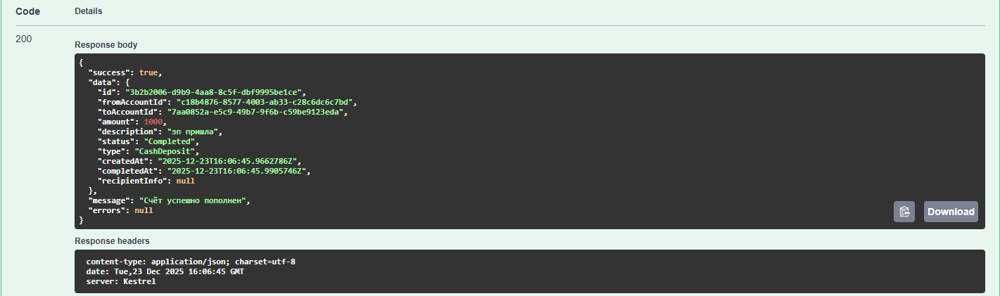 Code Details
200
Response body
{
  "success": true,
  "data": {
    "id": "3b2b2006-d9b9-4aa8-8c5f-dbf9995be1ce",
    "fromAccountId": "c18b4876-8577-4003-ab33-c28c6dc6c7bd",
    "toAccountId": "7aa0852a-e5c9-49b7-9f6b-c59be9123eda",
    "amount": 1000,
    "description": "зп пришла",
    "status": "Completed",
    "type": "CashDeposit",
    "createdAt": "2025-12-23T16:06:45.9662786Z",
    "completedAt": "2025-12-23T16:06:45.9905746Z",
    "recipientInfo": null
  },
  "message": "Счёт успешно пополнен",
  "errors": null
}
Download
Response headers
content-type: application/json; charset=utf-8
date: Tue,23 Dec 2025 16:06:45 GMT
server: Kestrel